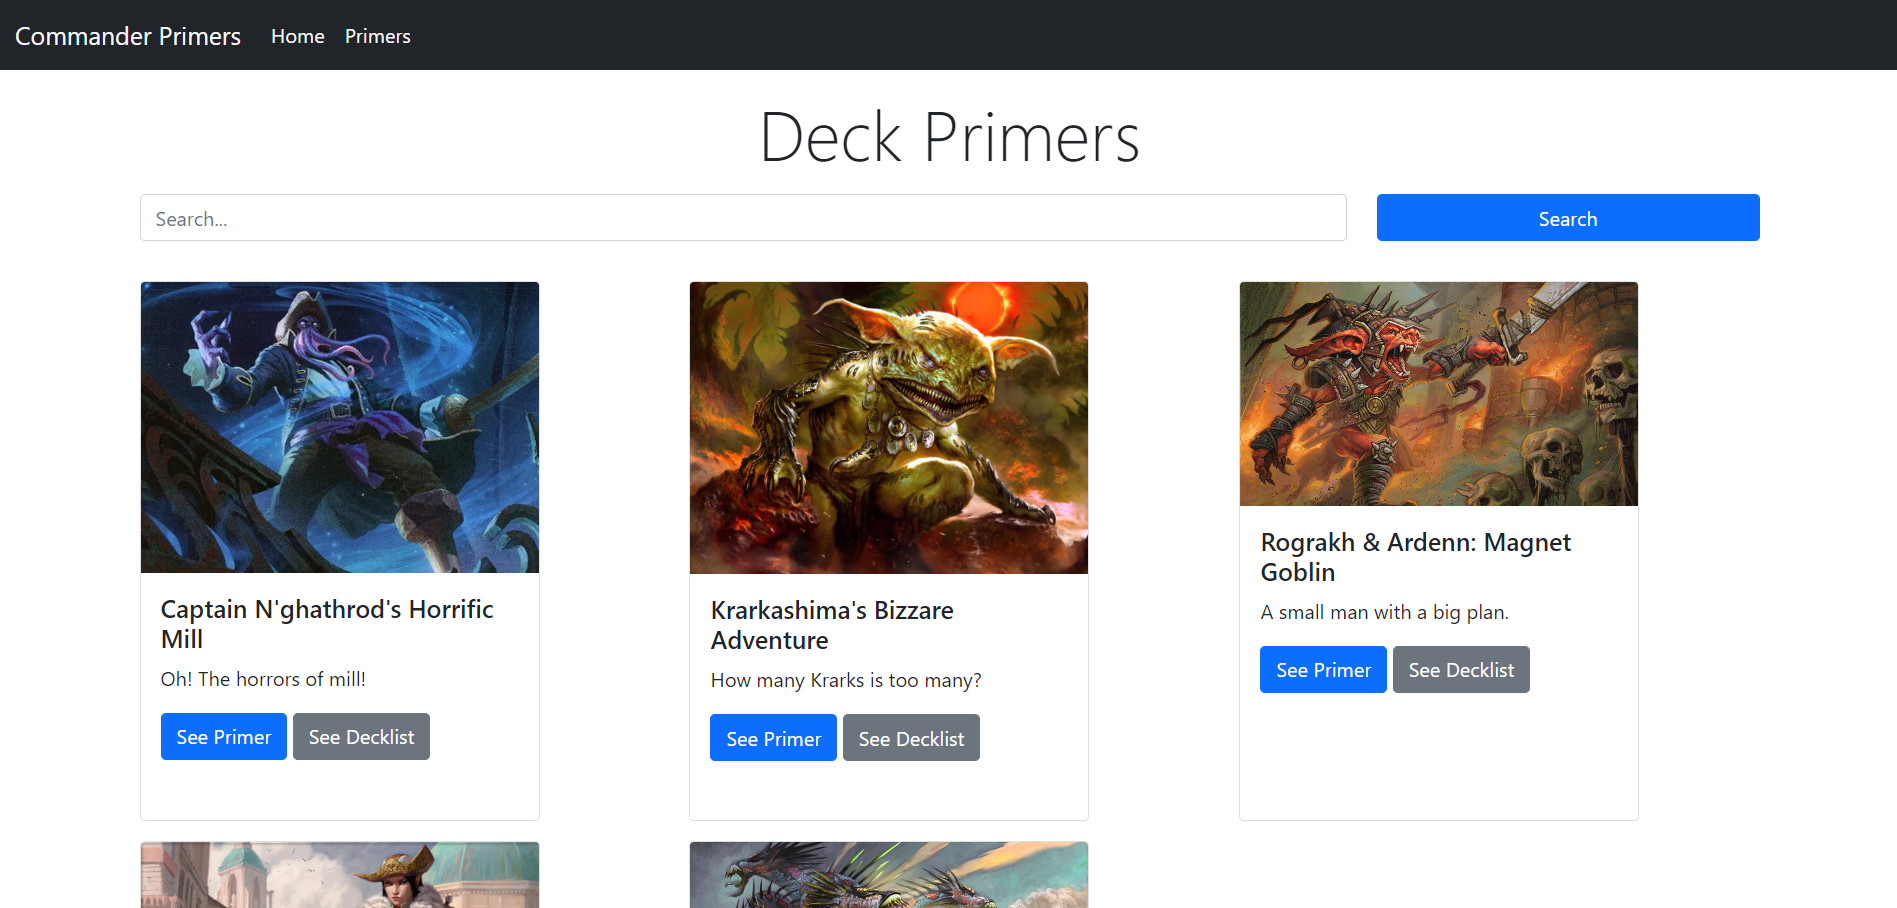 Commander Primers Home Primers
Deck Primers
Search... Search
Captain N'ghathrod's Horrific
Mill
Oh! The horrors of mill!
See Primer See Decklist
Krarkashima's Bizzare
Adventure
How many Krarks is too many?
See Primer See Decklist
Rograkh & Ardenn: Magnet
Goblin
A small man with a big plan.
See Primer See Decklist